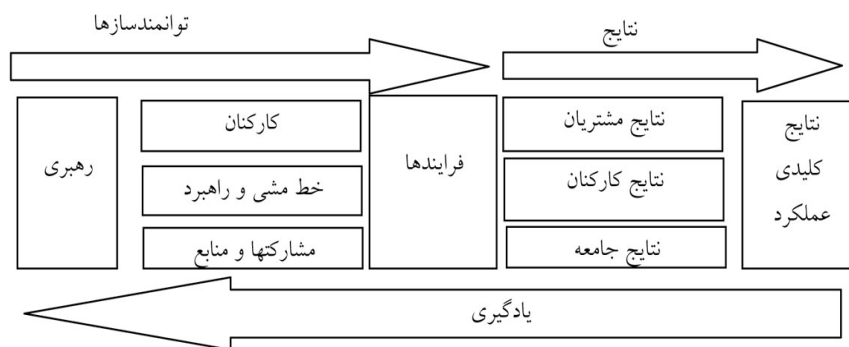 توانمندسازها
نتایج
رهبری
کارکنان
خط مشی و راهبرد
مشارکتها و منابع
فرایندها
نتایج مشتریان
نتایج کارکنان
نتایج جامعه
نتایج
کلیدی
عملکرد
یادگیری